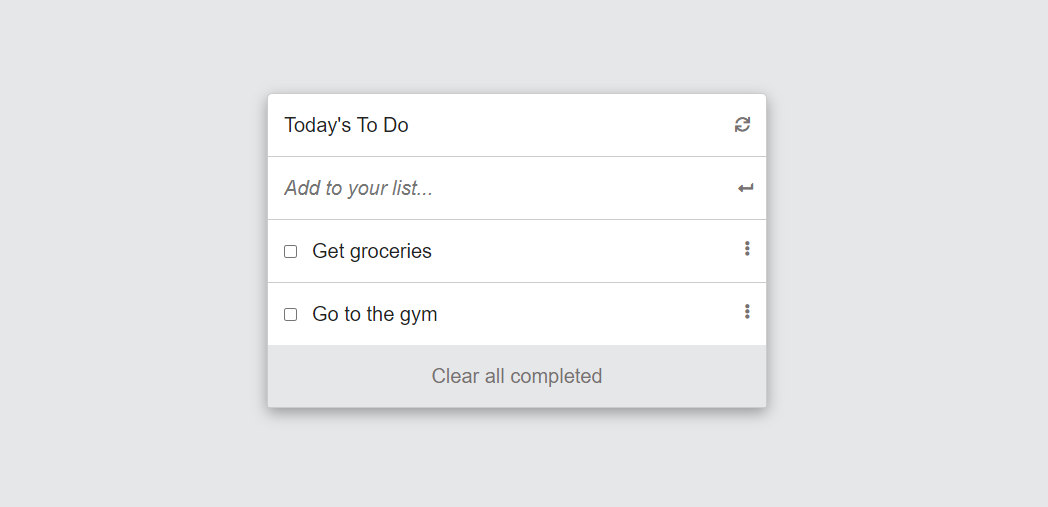 Today's To Do
Add to your list...
Get groceries
Go to the gym
Clear all completed